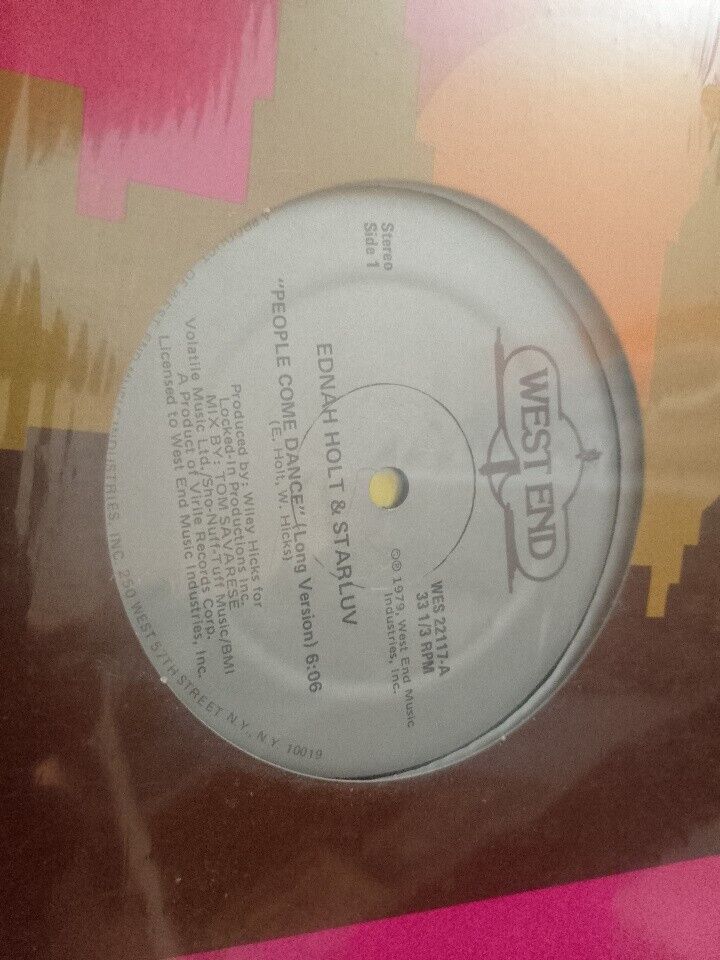 WEST END
Stereo
Side 1
WES 22117-A
33 1/3 RPM
©℗ 1979, West End Music
Industries, Inc.
EDNAH HOLT & STARLUV
"PEOPLE COME DANCE" (Long Version) 6:06
(E. Holt, W. Hicks)
Produced by: Wiley Hicks for
Locked-In Productions Inc.
MIX BY: TOM SAVARESE
Volatile Music Ltd./Sho-Nuff-Tuff Music/BMI
A Product of Virile Records Corp.
Licensed to West End Music Industries, Inc.
INDUSTRIES, INC. 250 WEST 57TH STREET N.Y., N.Y. 10019